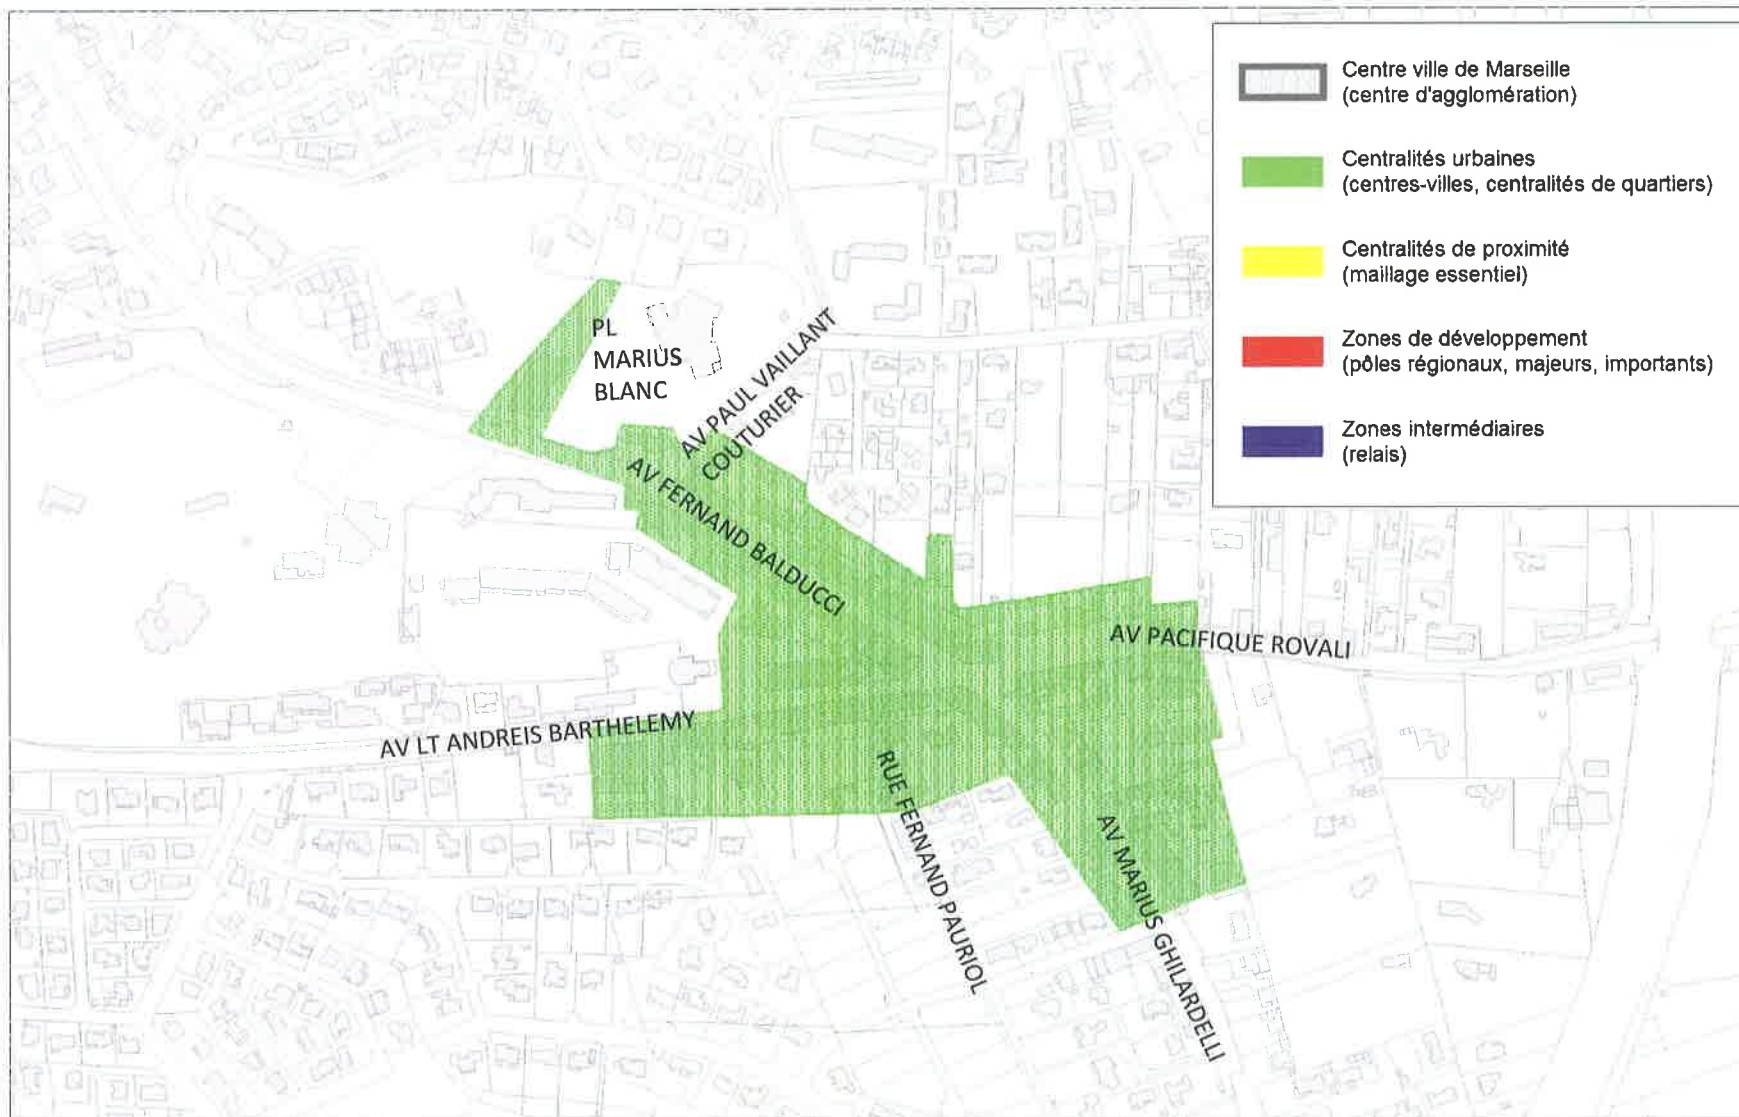 Centre ville de Marseille
(centre d'agglomération)
Centralités urbaines
(centres-villes, centralités de quartiers)
Centralités de proximité
(maillage essentiel)
Zones de développement
(pôles régionaux, majeurs, importants)
Zones intermédiaires
(relais)
PL
MARIUS
BLANC
AV PAUL VAILLANT
COUTURIER
AV FERNAND BALDUCCI
AV PACIFIQUE ROVALI
AV LT ANDREIS BARTHELEMY
RUE FERNAND PAURIOL
AV MARIUS GHILARDELLI